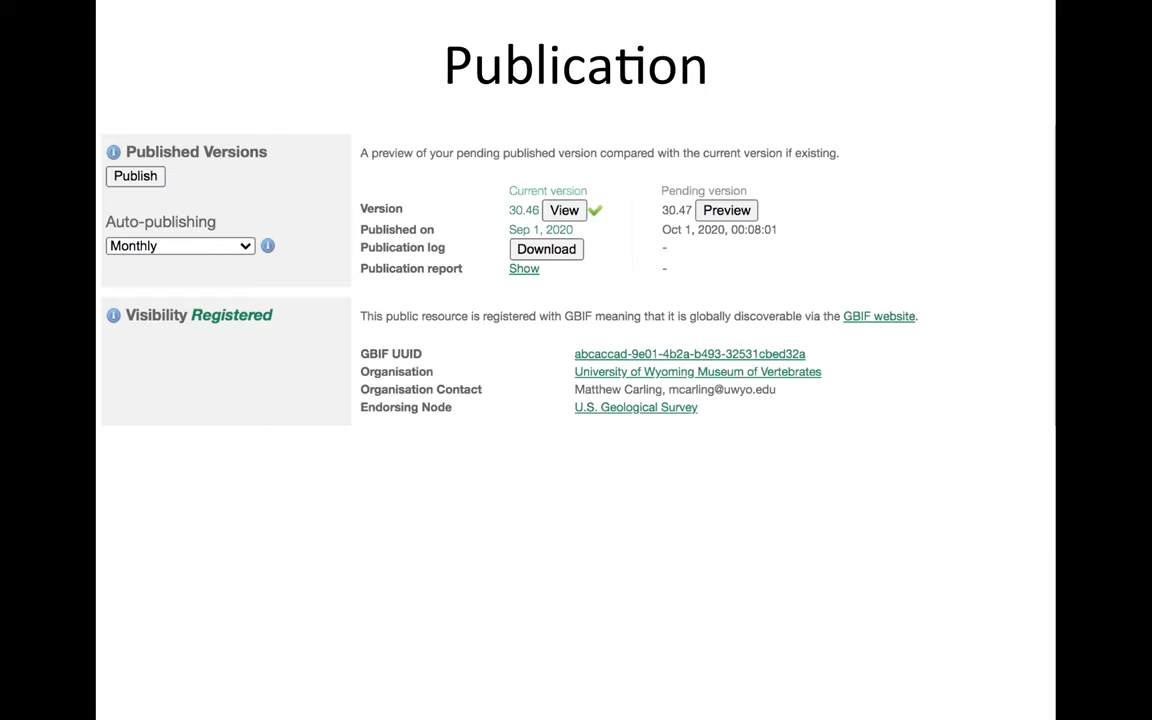 Publication
Published Versions
Publish
Auto-publishing
Monthly
A preview of your pending published version compared with the current version if existing.
Current version Pending version
Version 30.46 View 30.47 Preview
Published on Sep 1, 2020 Oct 1, 2020, 00:08:01
Publication log Download -
Publication report Show -
Visibility Registered
This public resource is registered with GBIF meaning that it is globally discoverable via the GBIF website.
GBIF UUID abcaccad-9e01-4b2a-b493-32531cbed32a
Organisation University of Wyoming Museum of Vertebrates
Organisation Contact Matthew Carling, mcarling@uwyo.edu
Endorsing Node U.S. Geological Survey